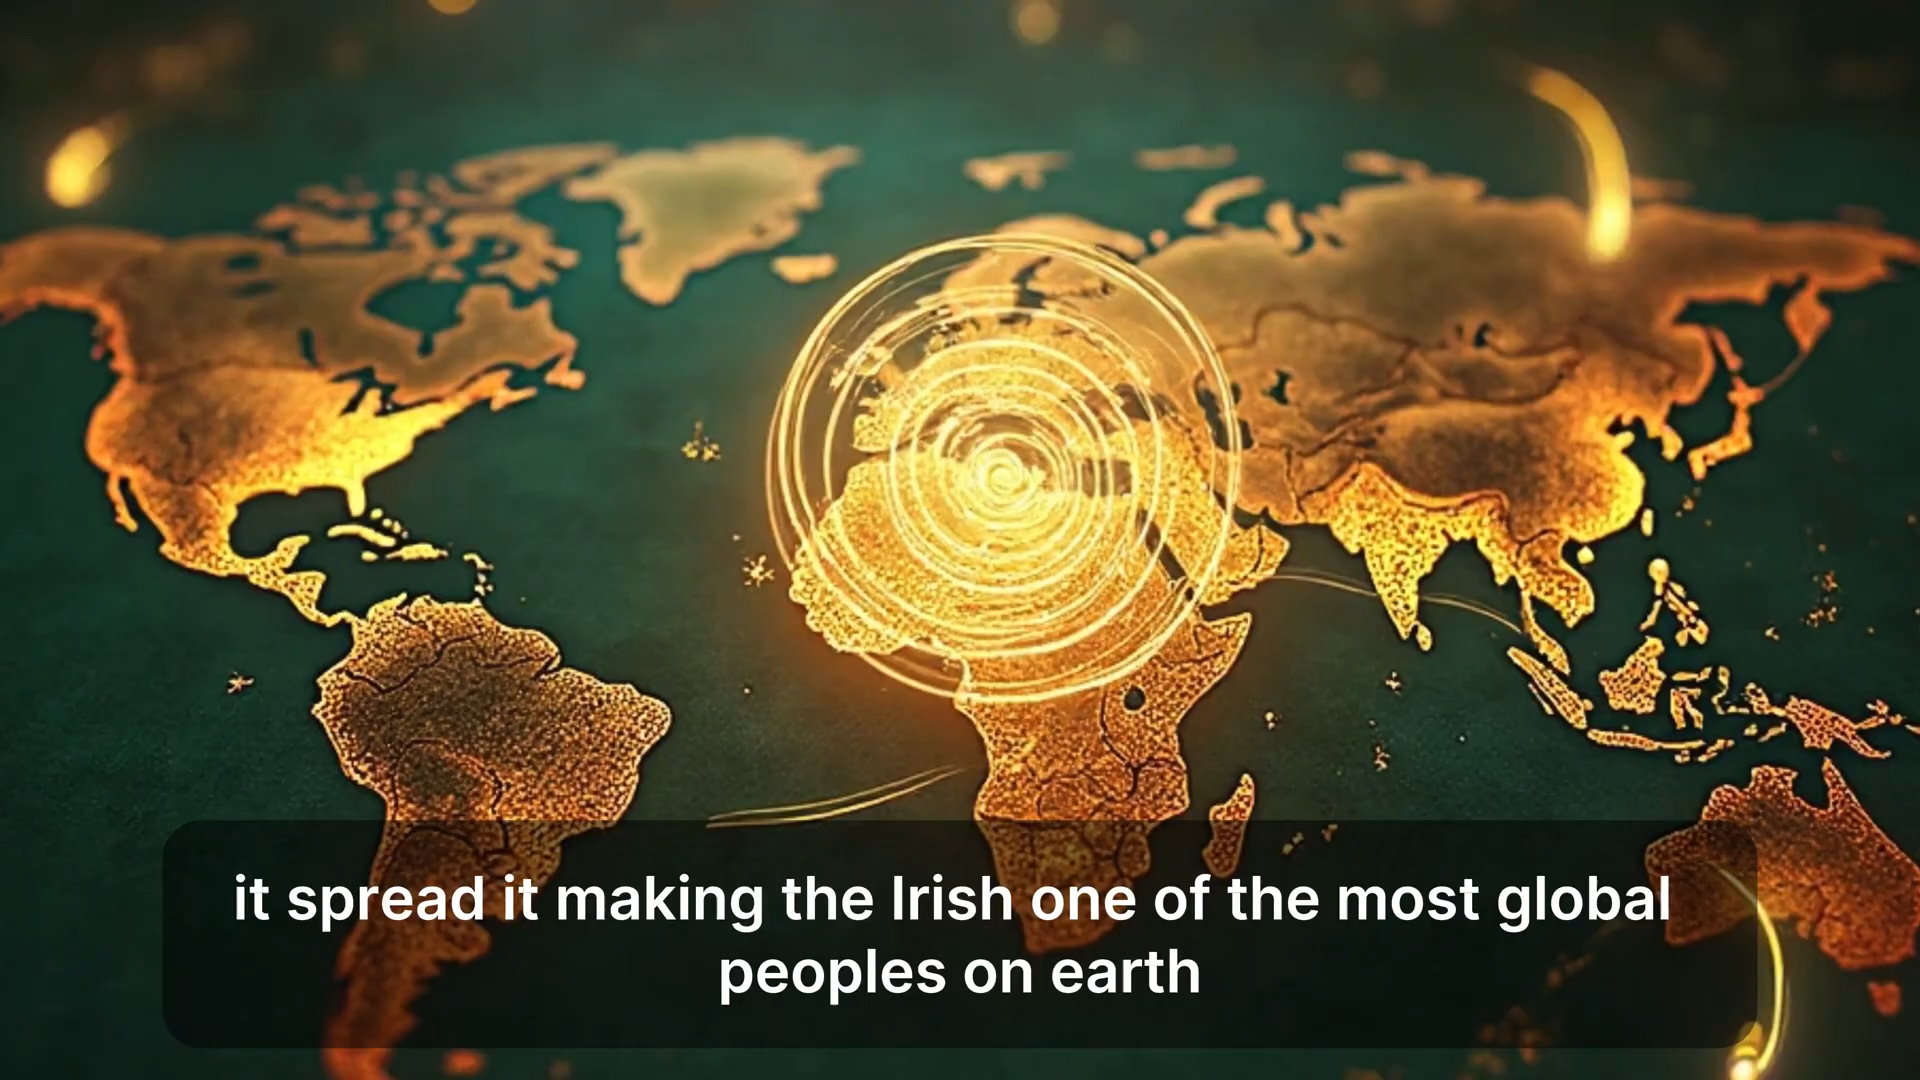 it spread it making the Irish one of the most global
peoples on earth